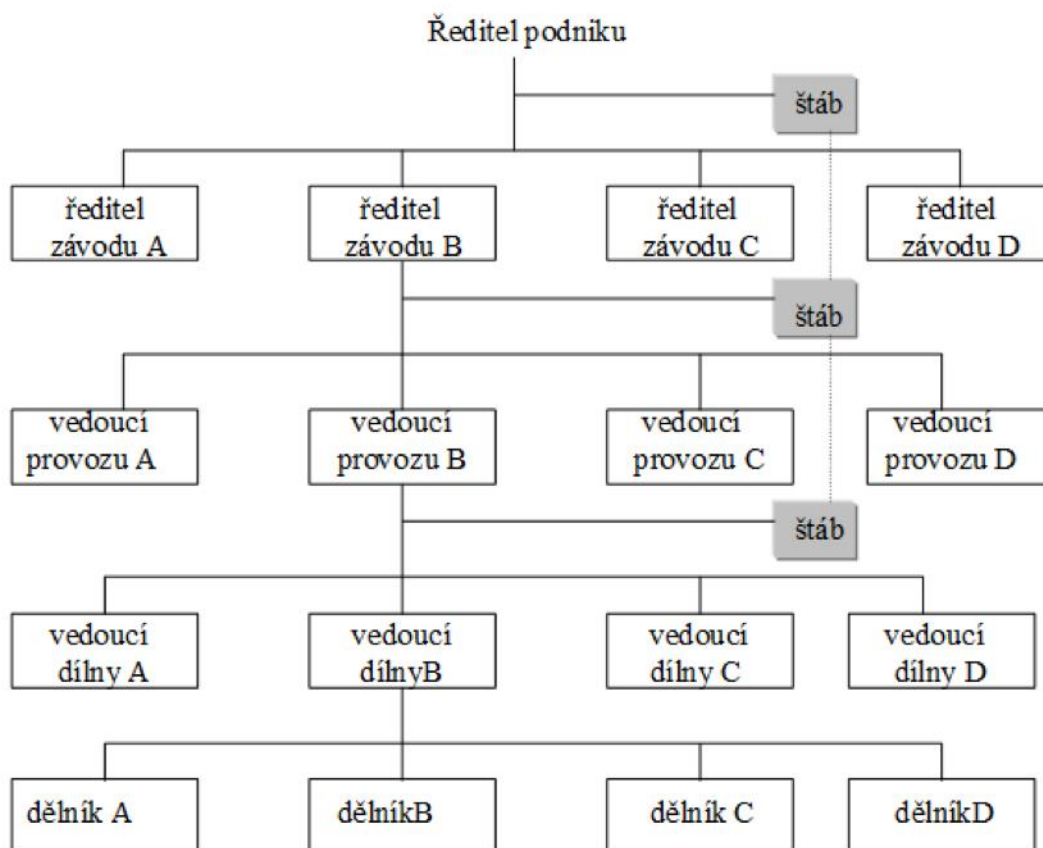 Ředitel podniku
štáb
ředitel
závodu A
ředitel
závodu B
ředitel
závodu C
ředitel
závodu D
štáb
vedoucí
provozu A
vedoucí
provozu B
vedoucí
provozu C
vedoucí
provozu D
štáb
vedoucí
dílny A
vedoucí
dílnyB
vedoucí
dílny C
vedoucí
dílny D
dělník A
dělníkB
dělník C
dělníkD